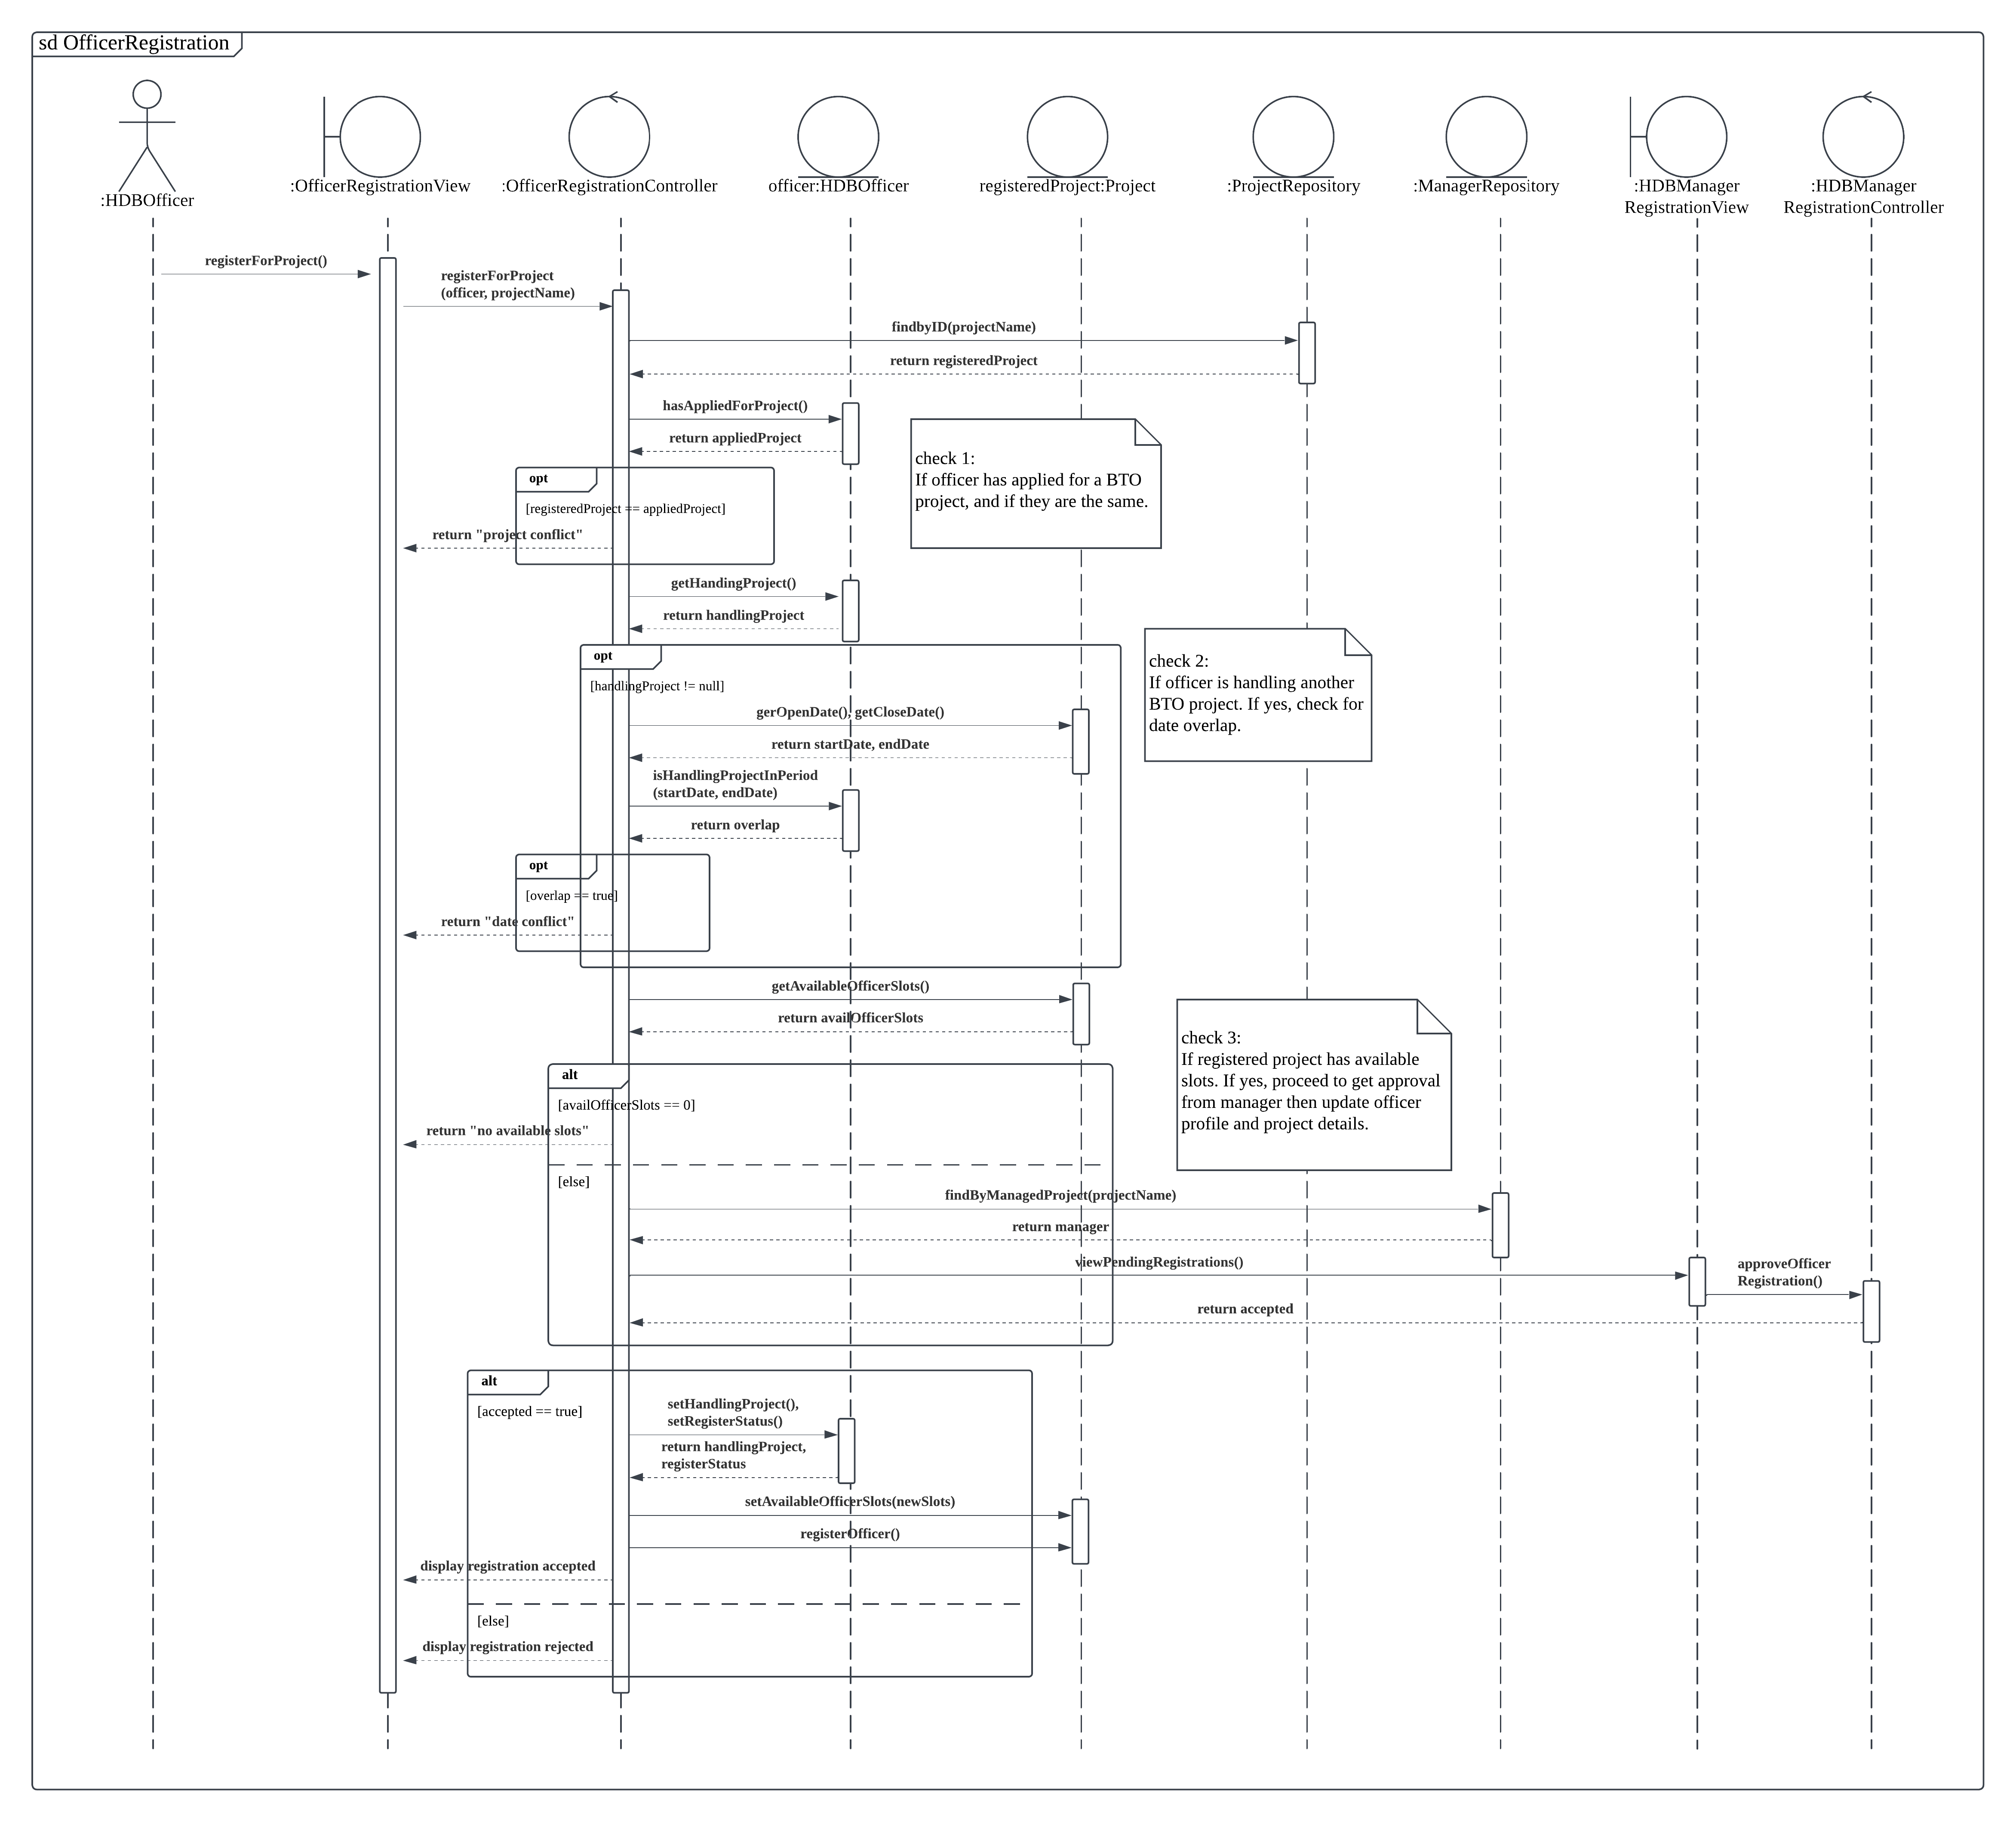 sd OfficerRegistration
:HDBOfficer
:OfficerRegistrationView
:OfficerRegistrationController
officer:HDBOfficer
registeredProject:Project
:ProjectRepository
:ManagerRepository
:HDBManager
RegistrationView
:HDBManager
RegistrationController
registerForProject()
registerForProject
(officer, projectName)
findbyID(projectName)
return registeredProject
hasAppliedForProject()
return appliedProject
check 1:
If officer has applied for a BTO
project, and if they are the same.
opt
[registeredProject == appliedProject]
return "project conflict"
getHandingProject()
return handlingProject
check 2:
If officer is handling another
BTO project. If yes, check for
date overlap.
opt
[handlingProject != null]
gerOpenDate(), getCloseDate()
return startDate, endDate
isHandlingProjectInPeriod
(startDate, endDate)
return overlap
opt
[overlap == true]
return "date conflict"
getAvailableOfficerSlots()
return availOfficerSlots
check 3:
If registered project has available
slots. If yes, proceed to get approval
from manager then update officer
profile and project details.
alt
[availOfficerSlots == 0]
return "no available slots"
[else]
findByManagedProject(projectName)
return manager
viewPendingRegistrations()
approveOfficer
Registration()
return accepted
alt
[accepted == true]
setHandlingProject(),
setRegisterStatus()
return handlingProject,
registerStatus
setAvailableOfficerSlots(newSlots)
registerOfficer()
display registration accepted
[else]
display registration rejected